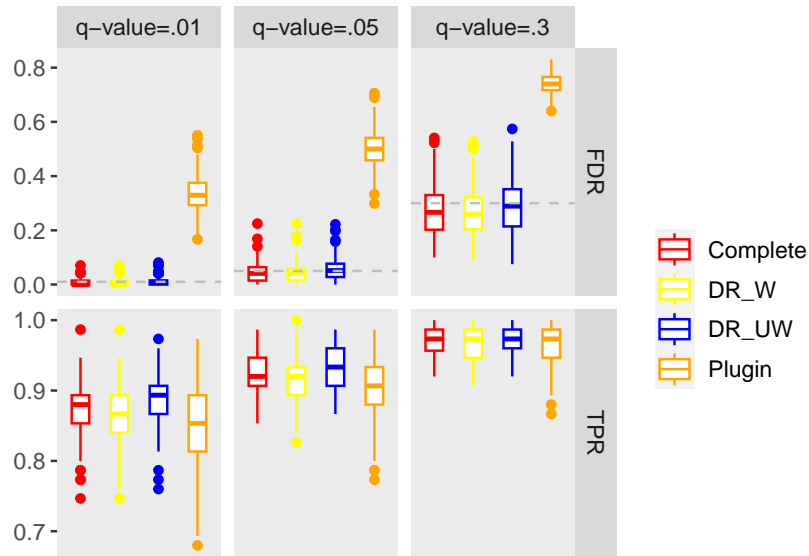 q−value=.01 q−value=.05 q−value=.3
0.8
0.6
0.4
0.2
0.0
FDR
1.0
0.9
0.8
0.7
TPR
Complete
DR_W
DR_UW
Plugin